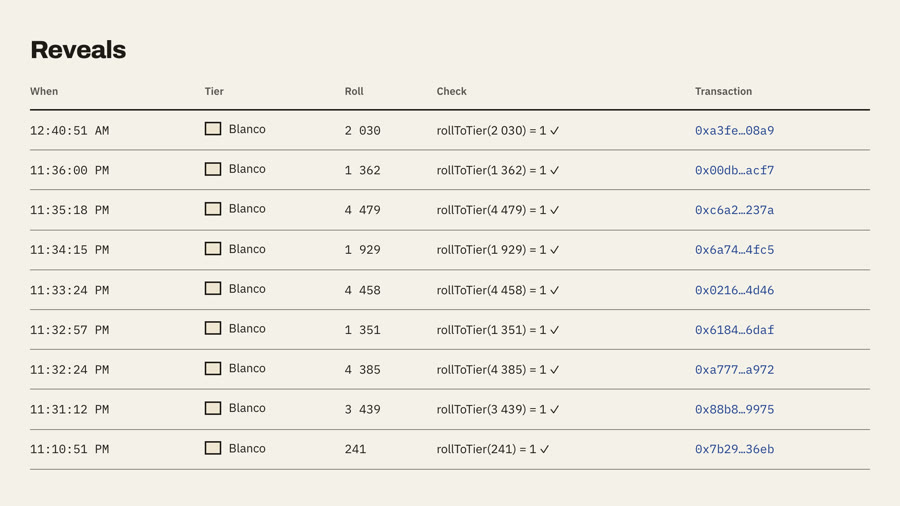 Reveals
When Tier Roll Check Transaction
12:40:51 AM Blanco 2 030 rollToTier(2 030) = 1 ✓ 0xa3fe…08a9
11:36:00 PM Blanco 1 362 rollToTier(1 362) = 1 ✓ 0x00db…acf7
11:35:18 PM Blanco 4 479 rollToTier(4 479) = 1 ✓ 0xc6a2…237a
11:34:15 PM Blanco 1 929 rollToTier(1 929) = 1 ✓ 0x6a74…4fc5
11:33:24 PM Blanco 4 458 rollToTier(4 458) = 1 ✓ 0x0216…4d46
11:32:57 PM Blanco 1 351 rollToTier(1 351) = 1 ✓ 0x6184…6daf
11:32:24 PM Blanco 4 385 rollToTier(4 385) = 1 ✓ 0xa777…a972
11:31:12 PM Blanco 3 439 rollToTier(3 439) = 1 ✓ 0x88b8…9975
11:10:51 PM Blanco 241 rollToTier(241) = 1 ✓ 0x7b29…36eb